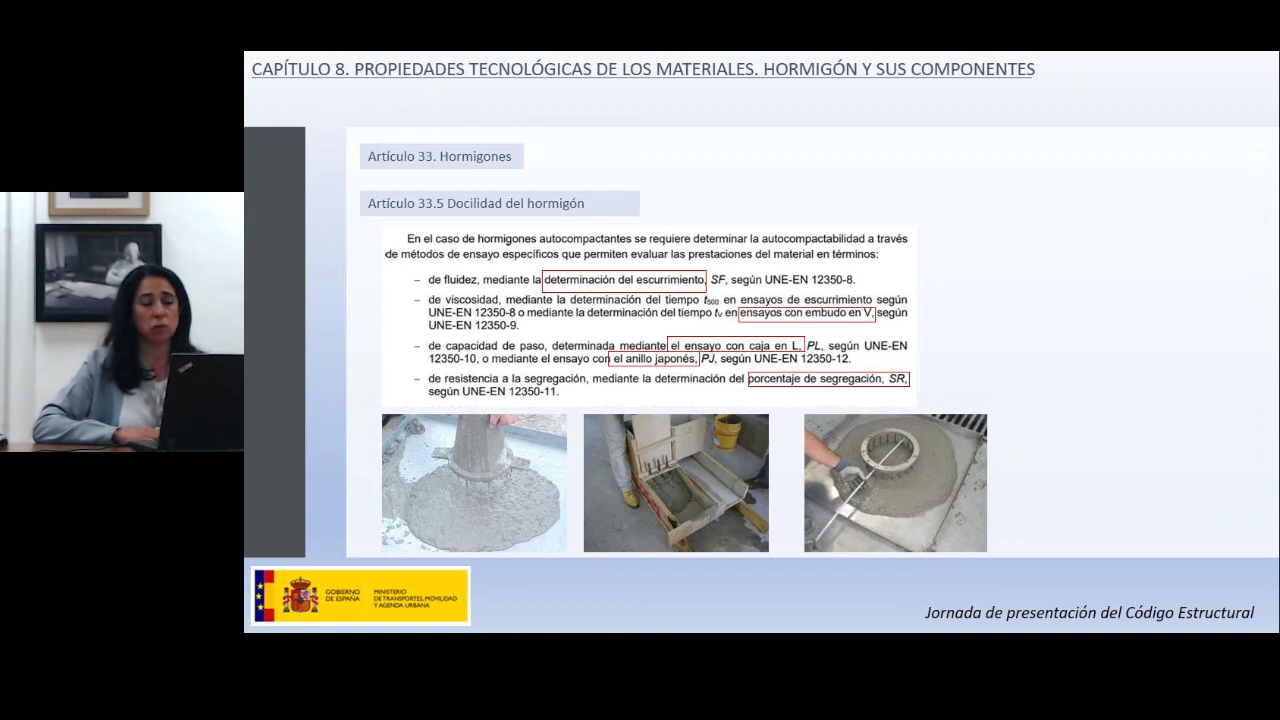 CAPÍTULO 8. PROPIEDADES TECNOLÓGICAS DE LOS MATERIALES. HORMIGÓN Y SUS COMPONENTES
Artículo 33. Hormigones
Artículo 33.5 Docilidad del hormigón
En el caso de hormigones autocompactantes se requiere determinar la autocompactabilidad a través
de métodos de ensayo específicos que permiten evaluar las prestaciones del material en términos:
– de fluidez, mediante la determinación del escurrimiento, SF, según UNE-EN 12350-8.
– de viscosidad, mediante la determinación del tiempo t500 en ensayos de escurrimiento según
UNE-EN 12350-8 o mediante la determinación del tiempo tV en ensayos con embudo en V, según
UNE-EN 12350-9.
– de capacidad de paso, determinada mediante el ensayo con caja en L, PL, según UNE-EN
12350-10, o mediante el ensayo con el anillo japonés, PJ, según UNE-EN 12350-12.
– de resistencia a la segregación, mediante la determinación del porcentaje de segregación, SR,
según UNE-EN 12350-11.
GOBIERNO
DE ESPAÑA
MINISTERIO
DE TRANSPORTES, MOVILIDAD
Y AGENDA URBANA
Jornada de presentación del Código Estructural